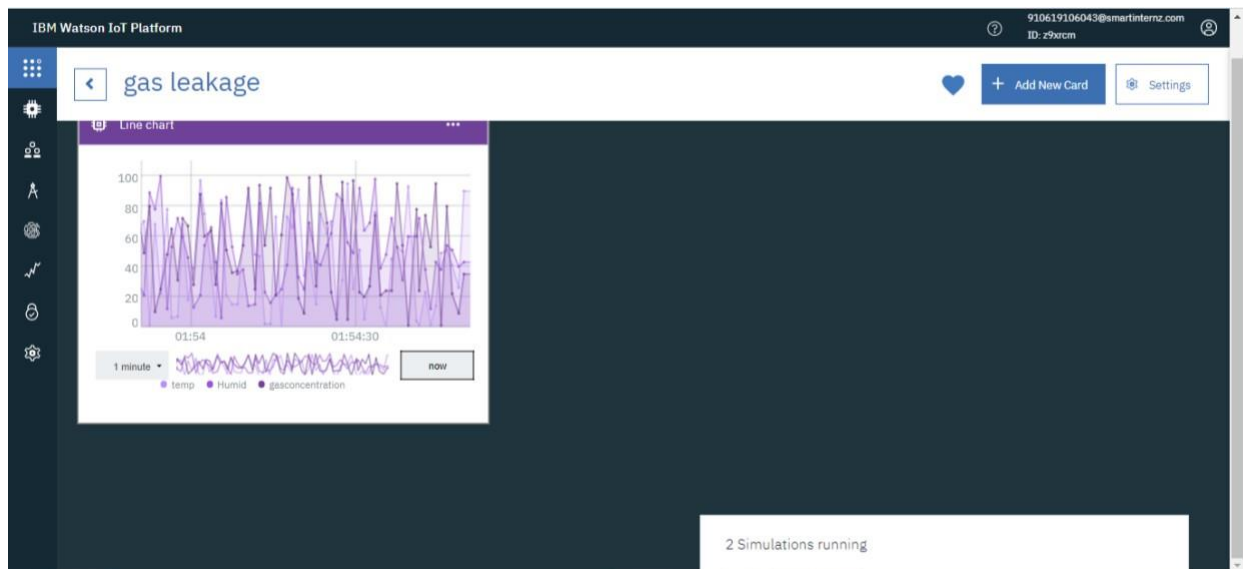 IBM Watson IoT Platform
910619106043@smartinternz.com
ID: z9xrcm
gas leakage
+ Add New Card
Settings
Line chart
100
80
60
40
20
0
01:54
01:54:30
1 minute
now
temp Humid gasconcentration
2 Simulations running